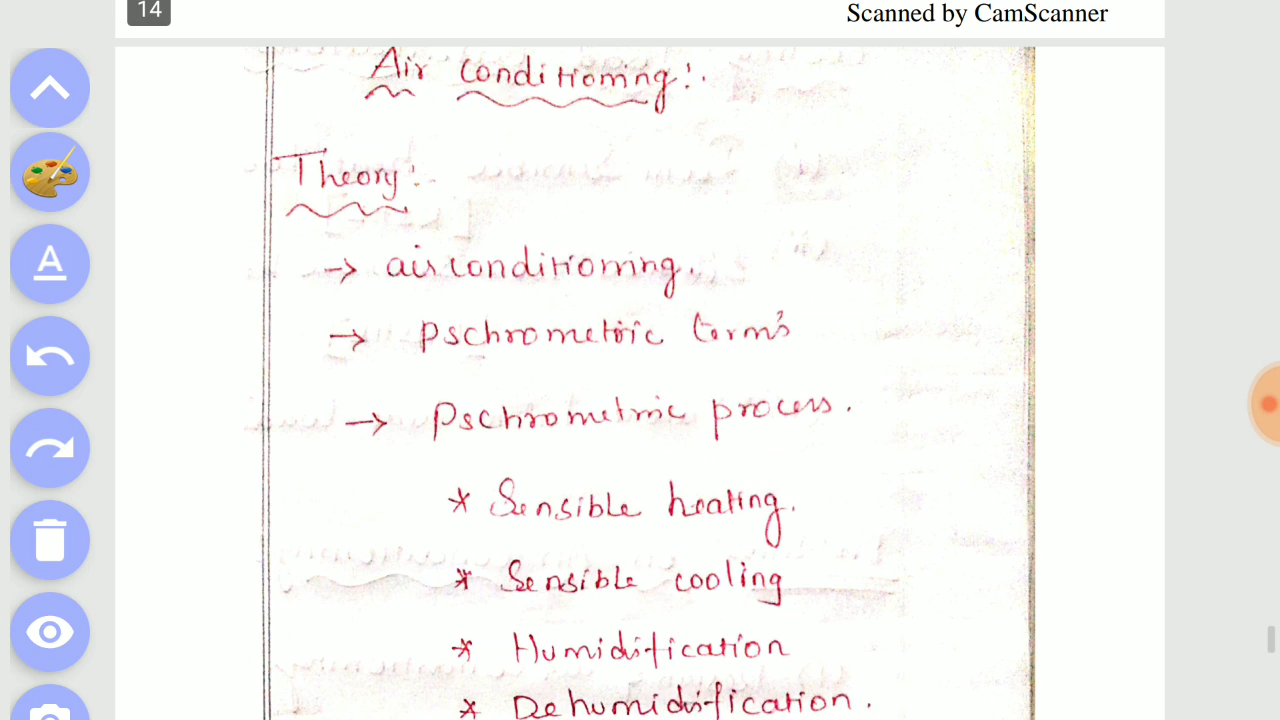 14
Scanned by CamScanner
Air conditioning:.
Theory:.
→ air conditioning.
→ pschrometric terms
→ Pschrometric process.
* Sensible heating.
* Sensible cooling
* Humidification
* Dehumidification.
A